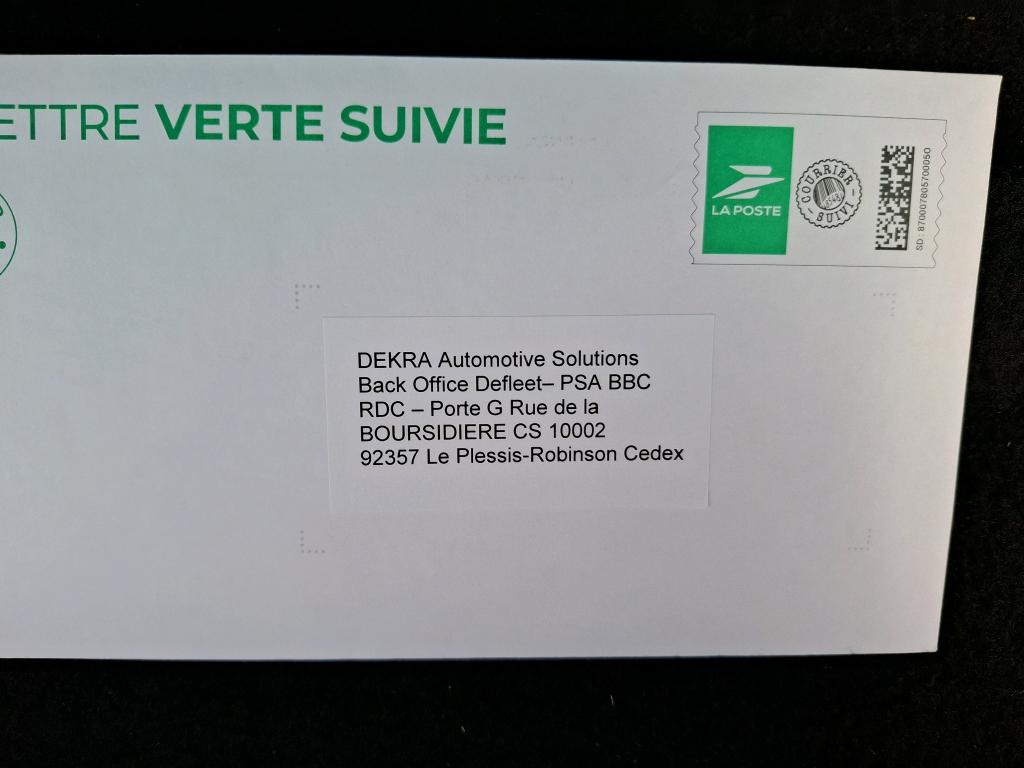 ETTRE VERTE SUIVIE
LA POSTE
COURRIER
SUIVI
SD : 87000780570005O
DEKRA Automotive Solutions
Back Office Defleet– PSA BBC
RDC – Porte G Rue de la
BOURSIDIERE CS 10002
92357 Le Plessis-Robinson Cedex